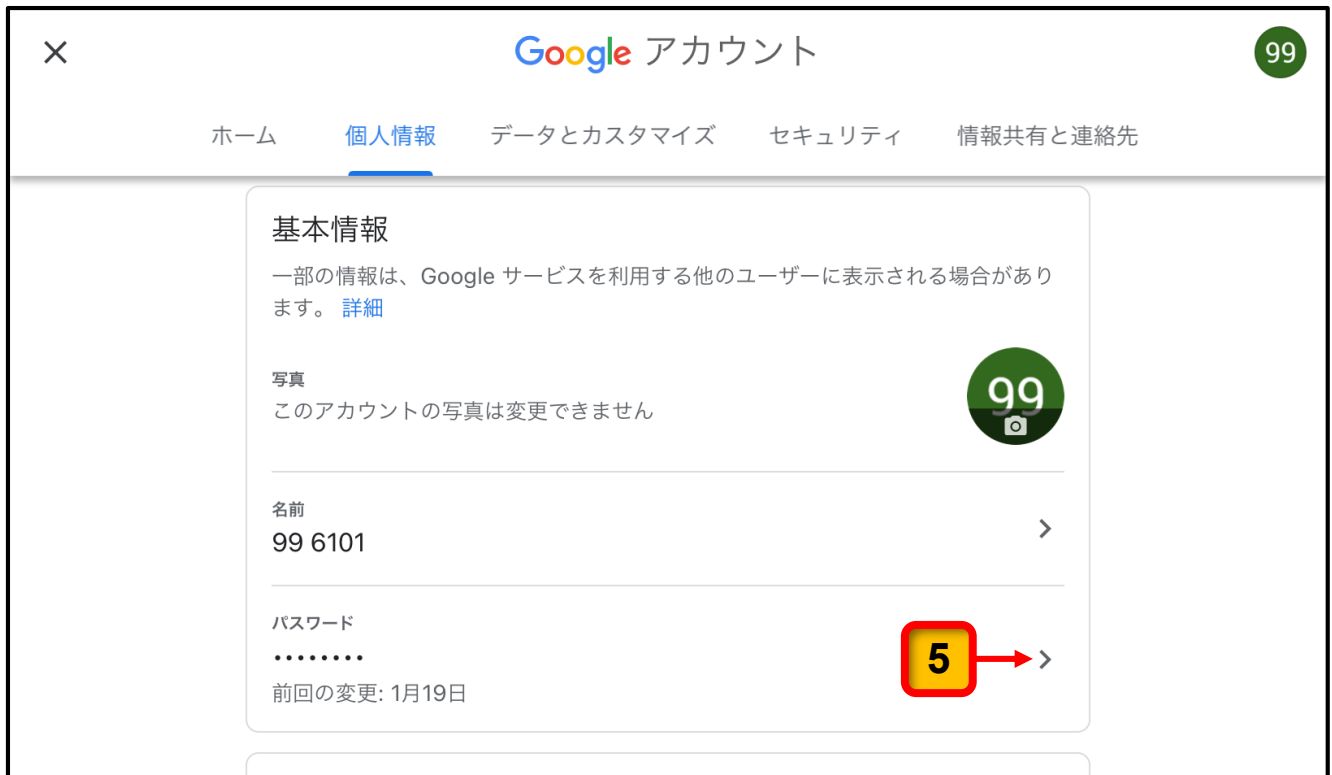 Google アカウント
99
ホーム
個人情報
データとカスタマイズ
セキュリティ
情報共有と連絡先
基本情報
一部の情報は、Google サービスを利用する他のユーザーに表示される場合があり
ます。 詳細
写真
このアカウントの写真は変更できません
99
名前
99 6101
パスワード
••••••••
5
前回の変更: 1月19日